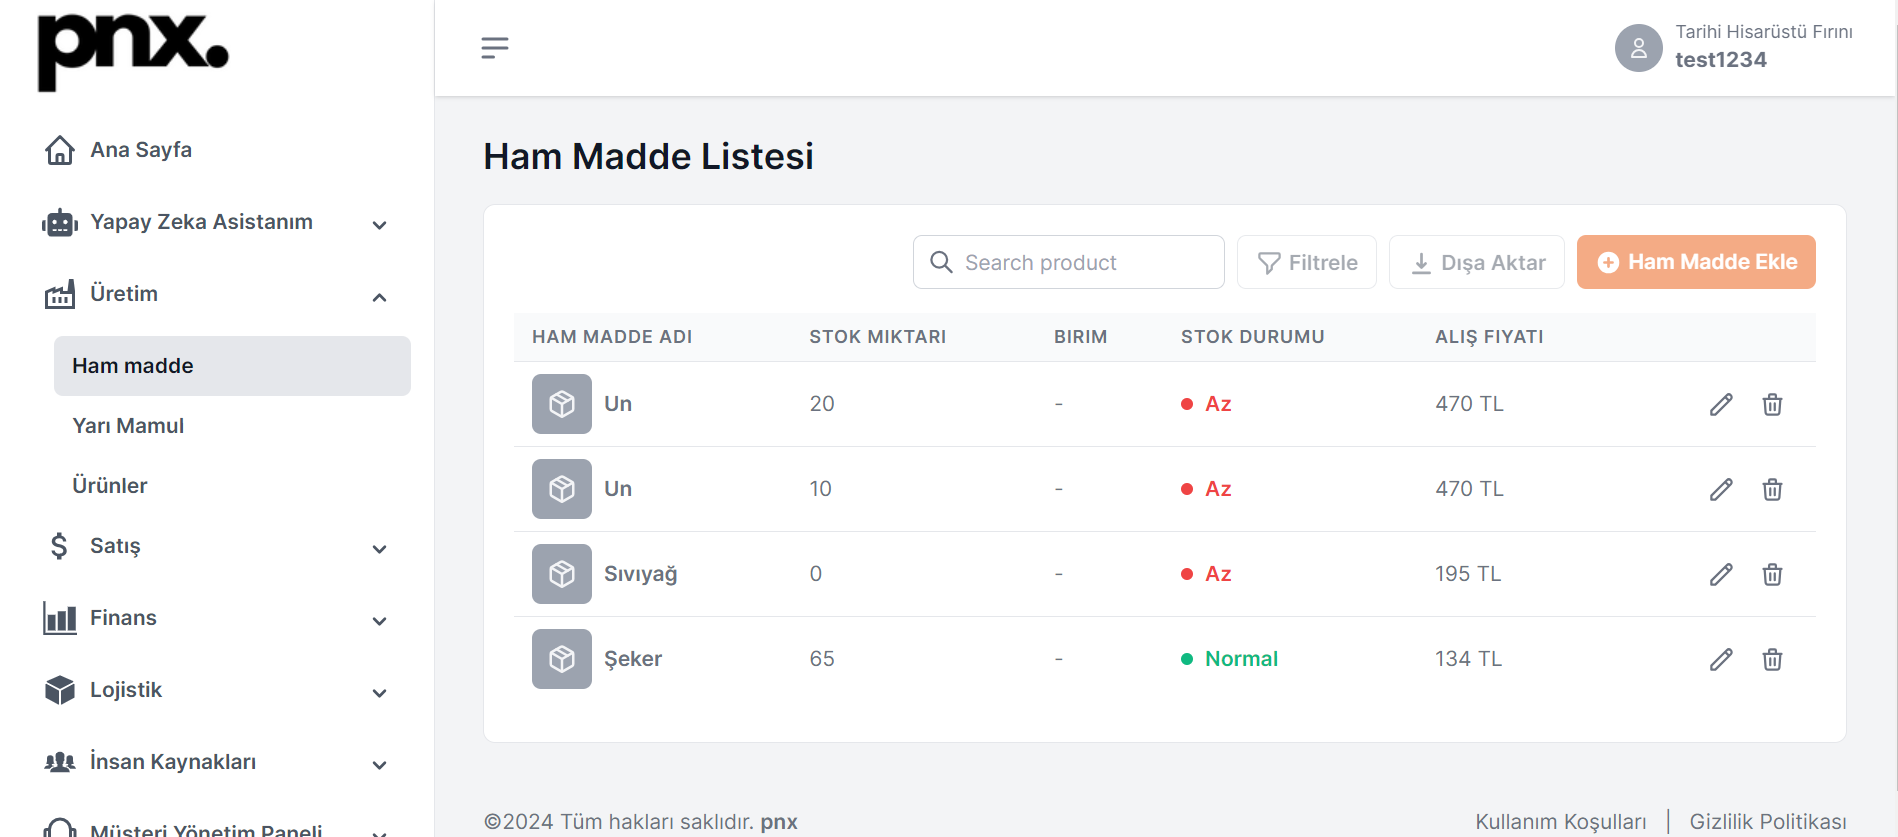 pnx.
Tarihi Hisarüstü Fırını
test1234
Ana Sayfa
Yapay Zeka Asistanım
Üretim
Ham madde
Yarı Mamul
Ürünler
Satış
Finans
Lojistik
İnsan Kaynakları
Müşteri Yönetim Paneli
Ham Madde Listesi
Search product Filtrele Dışa Aktar Ham Madde Ekle
HAM MADDE ADI STOK MIKTARI BIRIM STOK DURUMU ALIŞ FIYATI
Un 20 - Az 470 TL
Un 10 - Az 470 TL
Sıvıyağ 0 - Az 195 TL
Şeker 65 - Normal 134 TL
©2024 Tüm hakları saklıdır. pnx
Kullanım Koşulları | Gizlilik Politikası